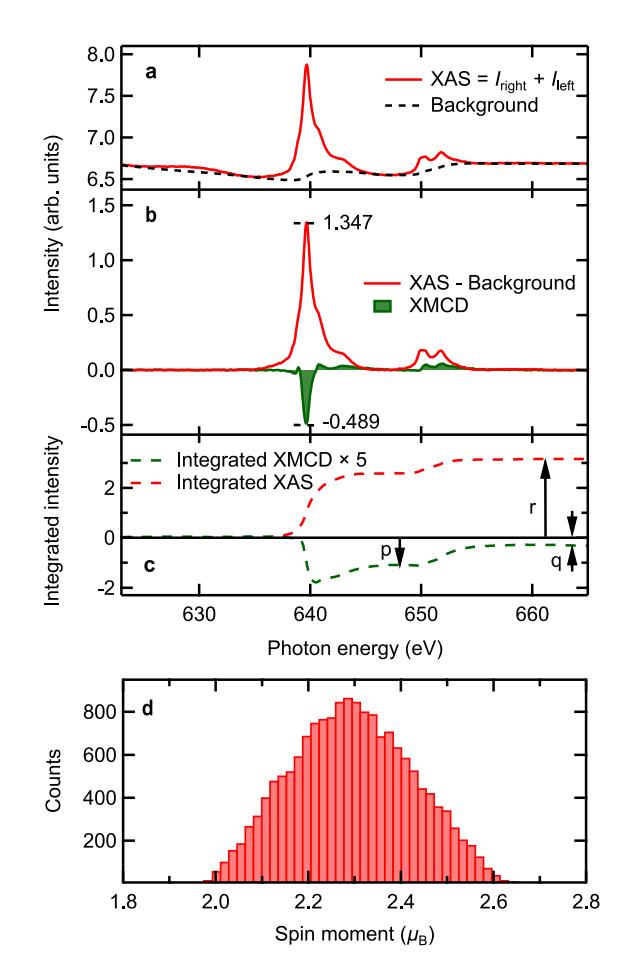 8.0
7.5
7.0
6.5
a
XAS = Iright + Ileft
Background
Intensity (arb. units)
1.5
1.0
0.5
0.0
-0.5
b
1.347
XAS - Background
XMCD
-0.489
Integrated intensity
2
0
-2
Integrated XMCD × 5
Integrated XAS
r
p
q
c
630
640
650
660
Photon energy (eV)
d
800
600
400
200
Counts
1.8
2.0
2.2
2.4
2.6
2.8
Spin moment (μB)